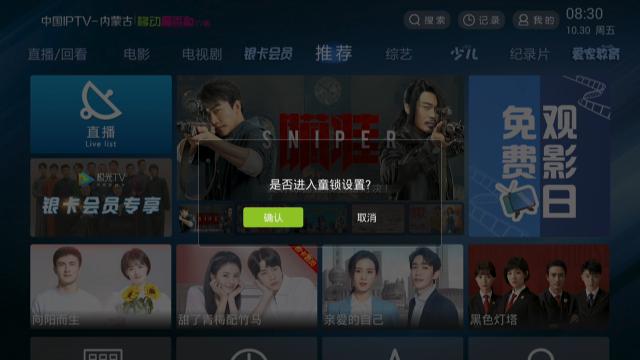 中国IPTV-内蒙古 移动魔百和
搜索 记录 我的 08:30
10.30 周五
直播/回看 电影 电视剧 银卡会员 推荐 综艺 少儿 纪录片 爱家教育
直播
Live list
极光TV
银卡会员专享
狙击
SNIPER
免费观影日
是否进入童锁设置?
确认 取消
向阳而生 甜了青梅配竹马 亲爱的自己 黑色灯塔